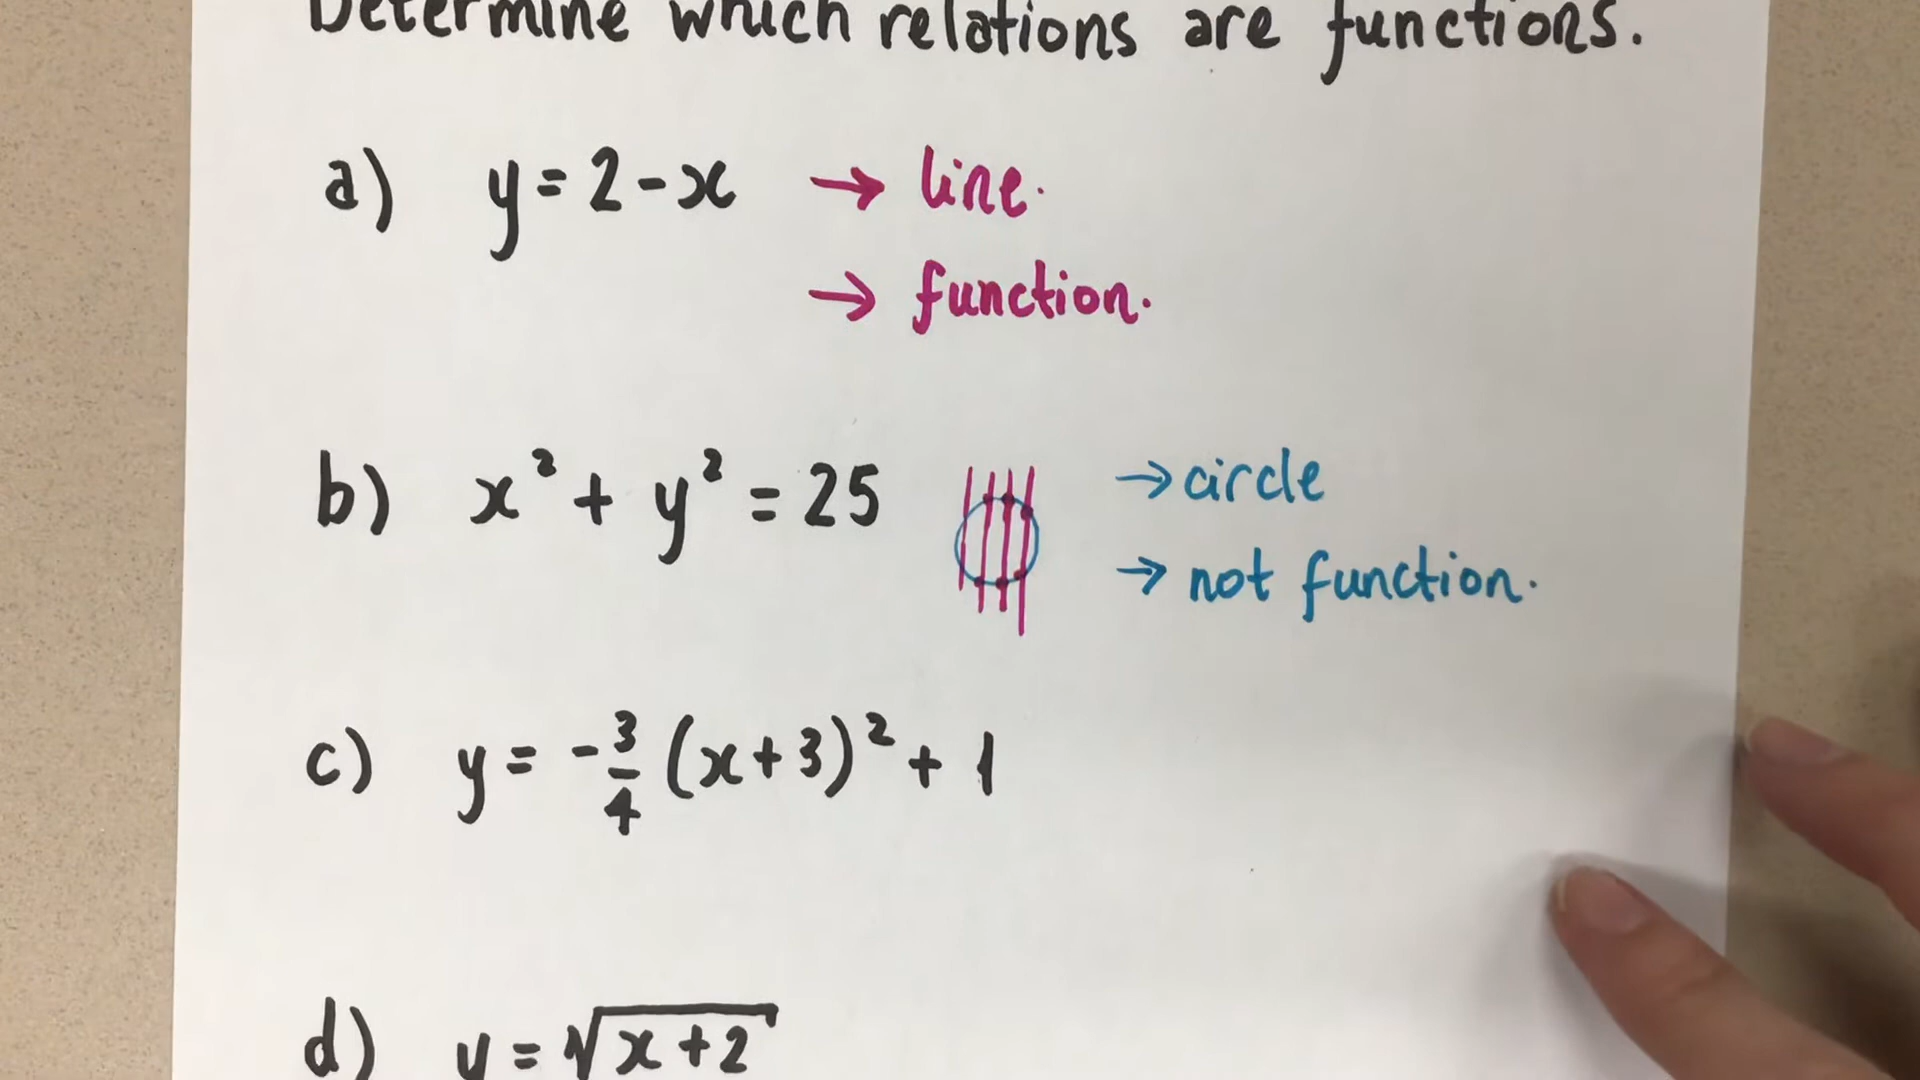 Determine which relations are functions.
a) y = 2 - x → line.
→ function.
b) x² + y² = 25 → circle
→ not function.
c) y = -3/4 (x+3)² + 1
d) y = √(x+2)